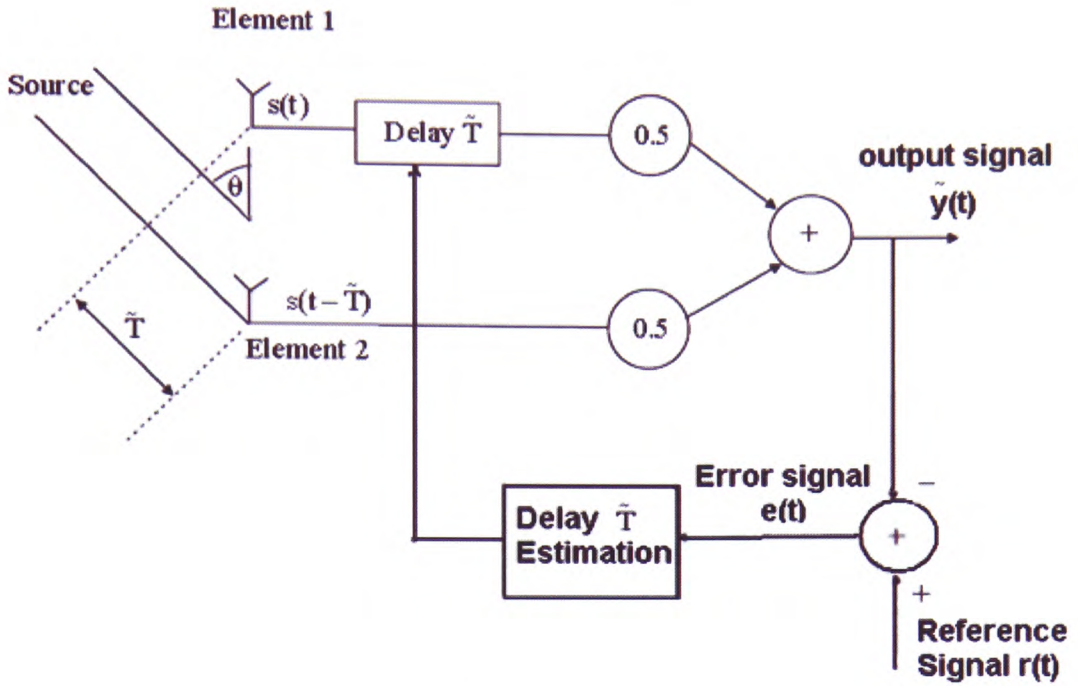 Element 1
Source
s(t)
Delay T̃
0.5
output signal
ỹ(t)
θ
+
s(t – T̃)
0.5
T̃
Element 2
Error signal
e(t)
–
Delay T̃
Estimation
+
+
Reference
Signal r(t)